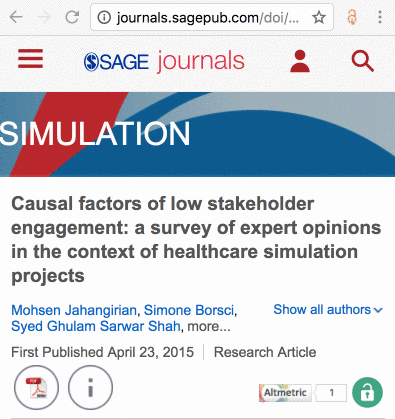 journals.sagepub.com/doi/...
SAGE journals
SIMULATION
Causal factors of low stakeholder
engagement: a survey of expert opinions
in the context of healthcare simulation
projects
Mohsen Jahangirian, Simone Borsci,
Syed Ghulam Sarwar Shah, more...
Show all authors
First Published April 23, 2015 Research Article
PDF
i
Altmetric 1